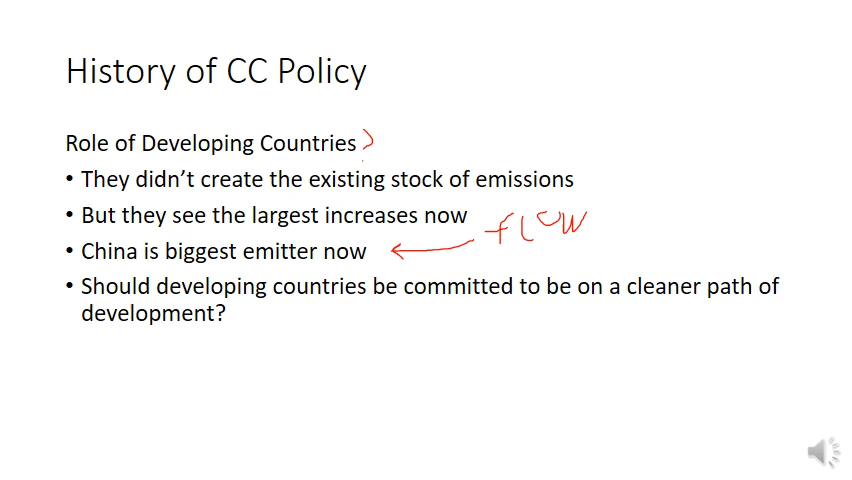 History of CC Policy
Role of Developing Countries ?
• They didn't create the existing stock of emissions
• But they see the largest increases now
flow
• China is biggest emitter now
• Should developing countries be committed to be on a cleaner path of
development?